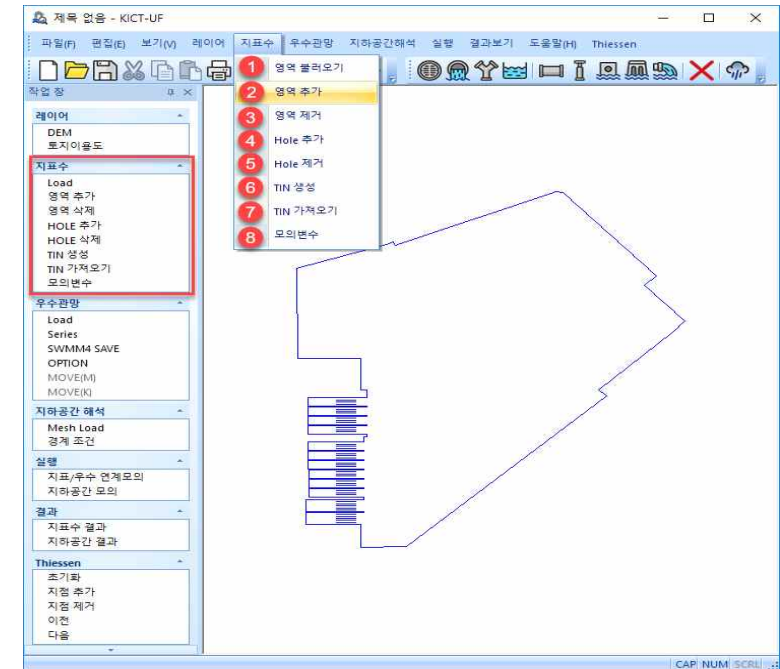 제목 없음 - KICT-UF
파일(F) 편집(E) 보기(V) 레이어 지표수 우수관망 지하공간해석 실행 결과보기 도움말(H) Thiessen
1 영역 불러오기
2 영역 추가
3 영역 제거
4 Hole 추가
5 Hole 제거
6 TIN 생성
7 TIN 가져오기
8 모의변수
작업 창
레이어
DEM
토지이용도
지표수
Load
영역 추가
영역 삭제
HOLE 추가
HOLE 삭제
TIN 생성
TIN 가져오기
모의변수
우수관망
Load
Series
SWMM4 SAVE
OPTION
MOVE(M)
MOVE(K)
지하공간 해석
Mesh Load
경계 조건
실행
지표/우수 연계모의
지하공간 모의
결과
지표수 결과
지하공간 결과
Thiessen
초기화
지점 추가
지점 제거
이전
다음
CAP NUM SCRL